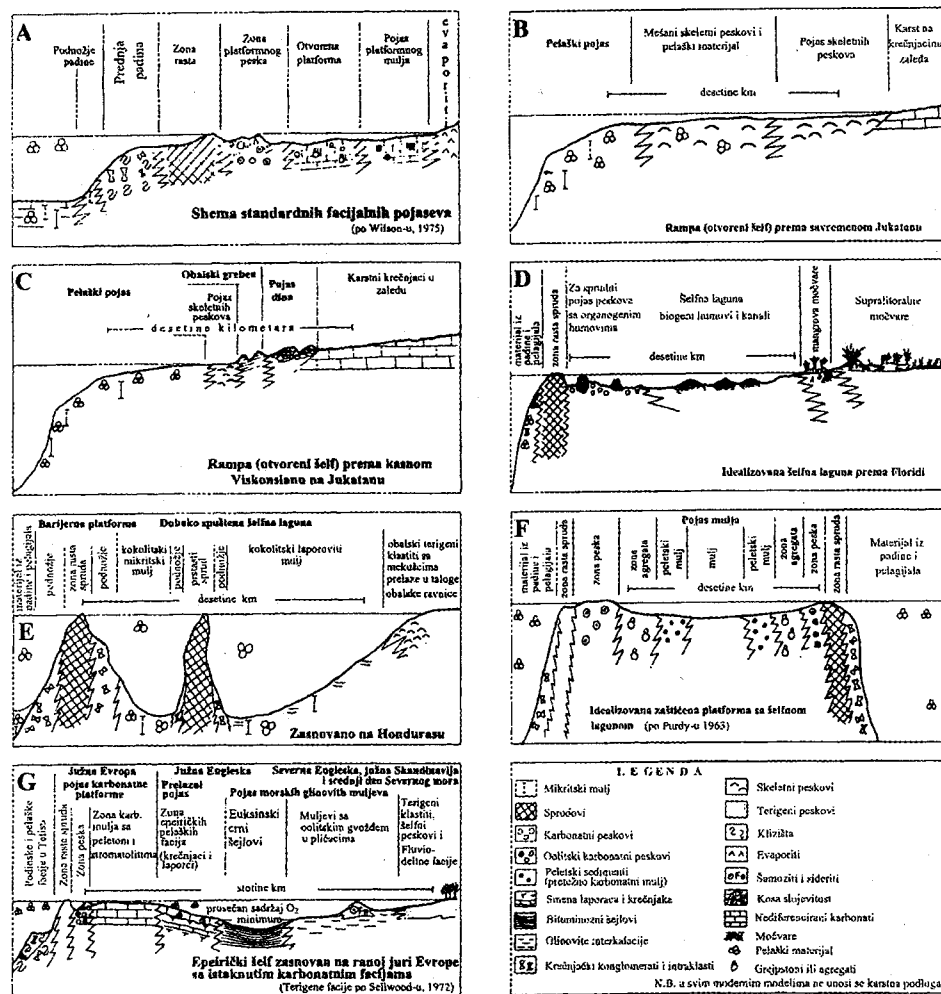 A
Podnožje
padine
Prednja
padina
Zona
rasta
Zona
platformnog
peska
Otvorena
platforma
Pojas
platformnog
mulja
evaporit
Shema standardnih facijalnih pojaseva
(po Wilson-u, 1975)
B
Pelaški pojas
Mešani skeletni peskovi i
pelaški materijal
Pojas skeletnih
peskova
Karst na
krečnjacima
zaleđa
desetine km
Rampa (otvoreni šelf) prema savremenom Jukatanu
C
Pelaški pojas
Obalski greben
Pojas
skeletnih
peskova
Pojas
dina
Karstni krečnjaci u
zaleđu
desetine kilometara
Rampa (otvoreni šelf) prema kasnom
Viskonsianu na Jukatanu
D
materijal iz
padine i
pelagijala
zona rasta spruda
Za sprudni
pojas peskova
sa organogenim
humovima
Šelfna laguna
biogeni humovi i kanali
mangrova močvare
Supralitoralne
močvare
desetine km
Idealizovana šelfna laguna prema Floridi
E
Barijerne platforme
Duboko spuštena šelfna laguna
materijal iz
padine i pelagijala
podnožje
zona rasta
spruda
podnožje
kokolitski
mikritski
mulj
podnožje
sprud
podnožje
kokolitski laporoviti
mulj
obalski terigeni
klastiti sa
mekušcima
prelaze u taloge
obalske ravnice
desetine km
Zasnovano na Hondurasu
F
Pojas mulja
materijal iz
padine i
pelagijala
zona rasta spruda
zona peska
zona
agregata
peletski
mulj
mulj
peletski
mulj
zona
agregata
zona peska
zona rasta
spruda
Materijal iz
padine i
pelagijala
desetine km
Idealizovana zaštićena platforma sa šelfnom
lagunom (po Purdy-u 1963)
G
Južna Evropa
pojas karbonatne
platforme
Južna Engleska
Prelazni
pojas
Severna Engleska, južna Skandinavija
i srednji deo Severnog mora
Pojas morskih glinovitih muljeva
Padinske i pelaške
facije u Tetisu
Zona rasta spruda
Zona peska
Zona karb.
mulja sa
peletom i
stromatolitima
Zona
epeiričkih
pelaških
facija
(krečnjaci i
laporci)
Euksinski
crni
šejlovi
Muljevi sa
oolitskim gvožđem
u plićacima
Terigeni
klastiti,
šelfni
peskovi i
Fluvio-
deltne facije
stotine km
prosečan sadržaj O₂
minimum
Epeirički šelf zasnovan na ranoj juri Evrope
sa istaknutim karbonatnim facijama
(Terigene facije po Sellwood-u, 1972)
LEGENDA
Mikritski mulj
Sprudovi
Karbonatni peskovi
Oolitski karbonatni peskovi
Peletski sedimenti
(pretežno karbonatni mulj)
Smena laporaca i krečnjaka
Bituminozni šejlovi
Glinovite interkalacije
Krečnjački konglomerati i intraklasti
Skeletni peskovi
Terigeni peskovi
Klizišta
Evaporiti
Šamoziti i sideriti
Kosa slojevitost
Nediferencirani karbonati
Močvare
Pelaški materijal
Grejpstoni ili agregati
N.B. u svim modernim modelima ne unosi se karstna podloga